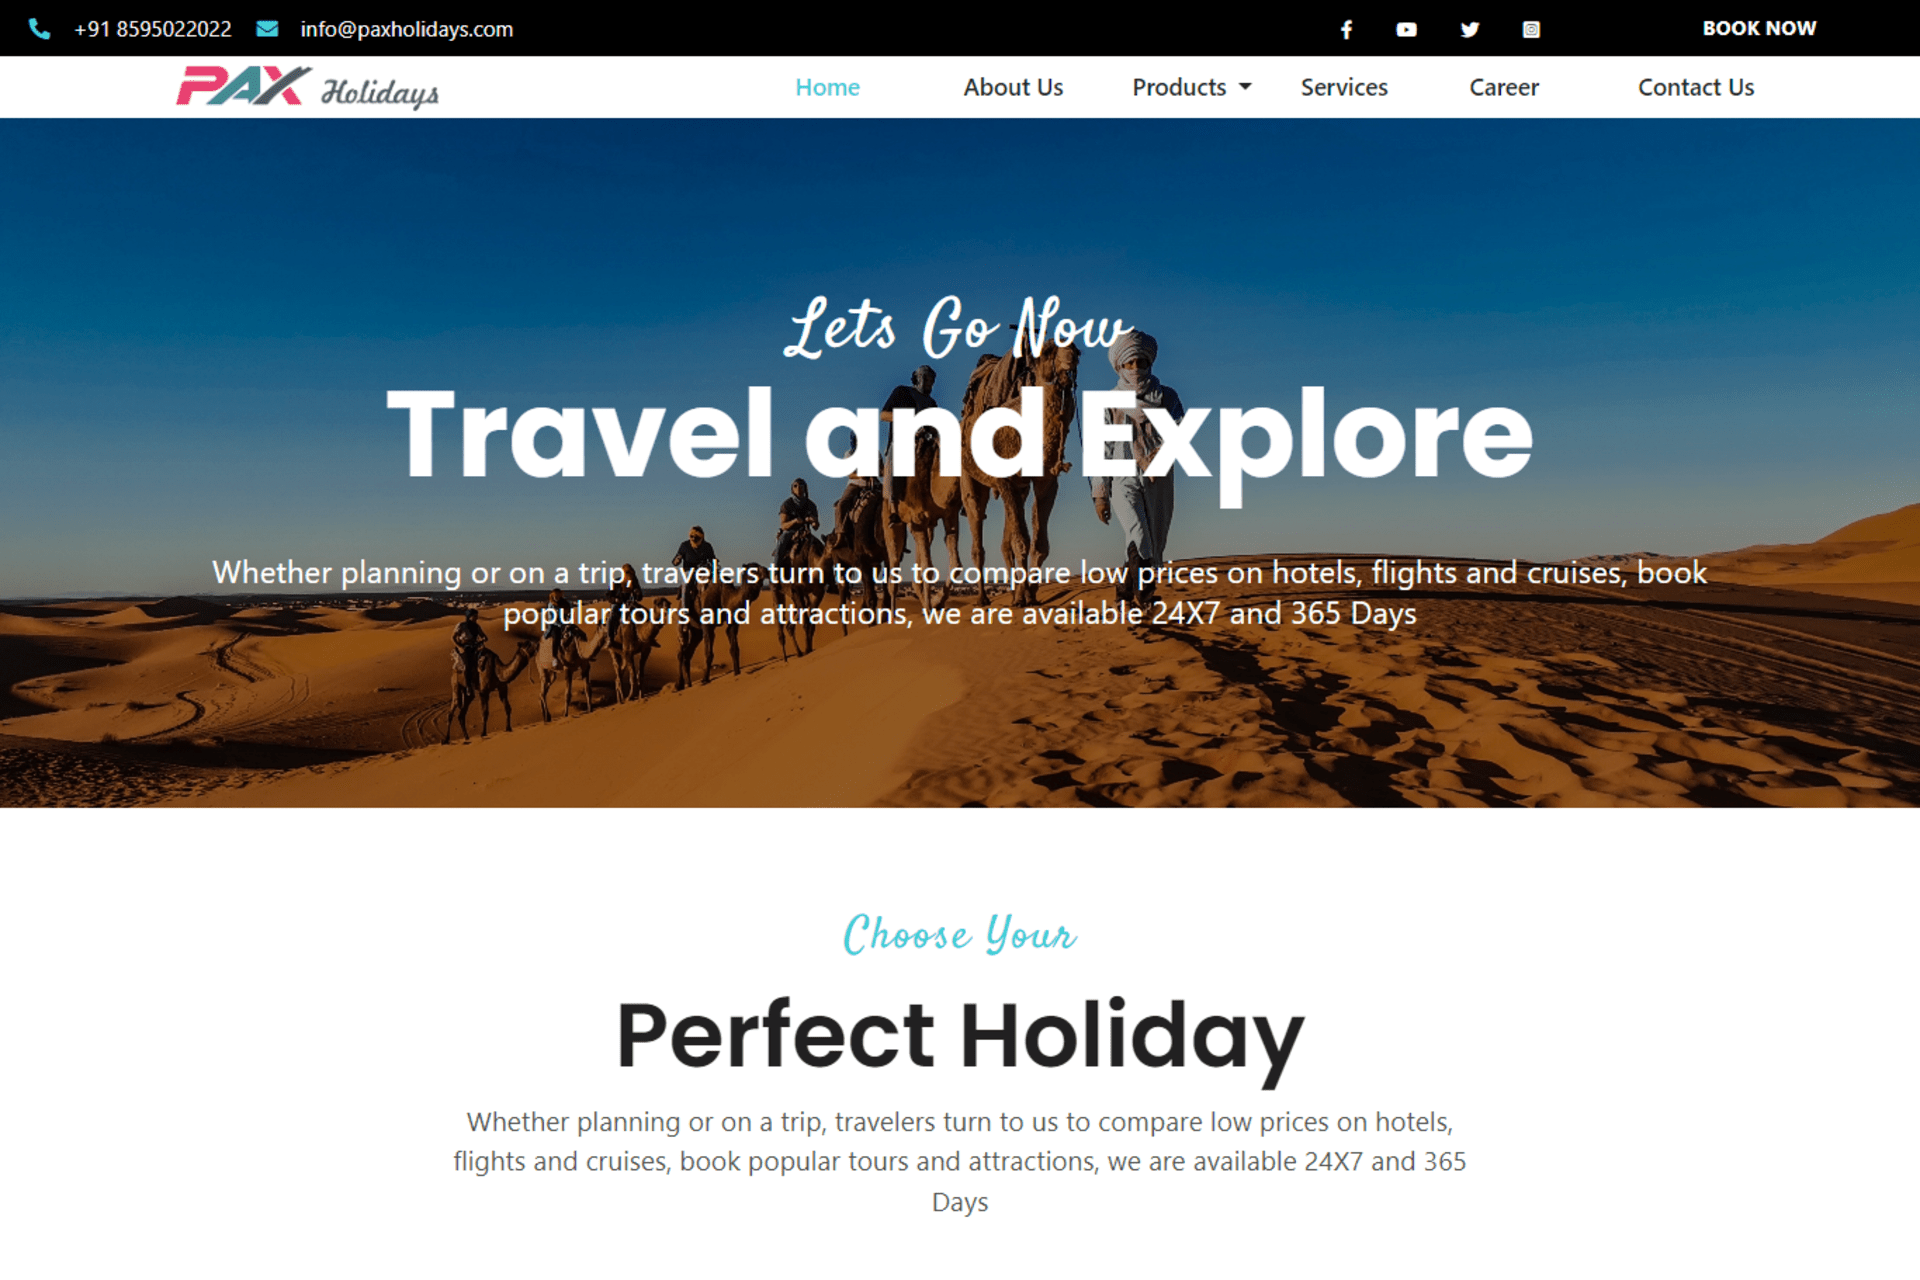 +91 8595022022 info@paxholidays.com BOOK NOW
PAX Holidays Home About Us Products Services Career Contact Us
Lets Go Now
Travel and Explore
Whether planning or on a trip, travelers turn to us to compare low prices on hotels, flights and cruises, book
popular tours and attractions, we are available 24X7 and 365 Days
Choose Your
Perfect Holiday
Whether planning or on a trip, travelers turn to us to compare low prices on hotels,
flights and cruises, book popular tours and attractions, we are available 24X7 and 365
Days